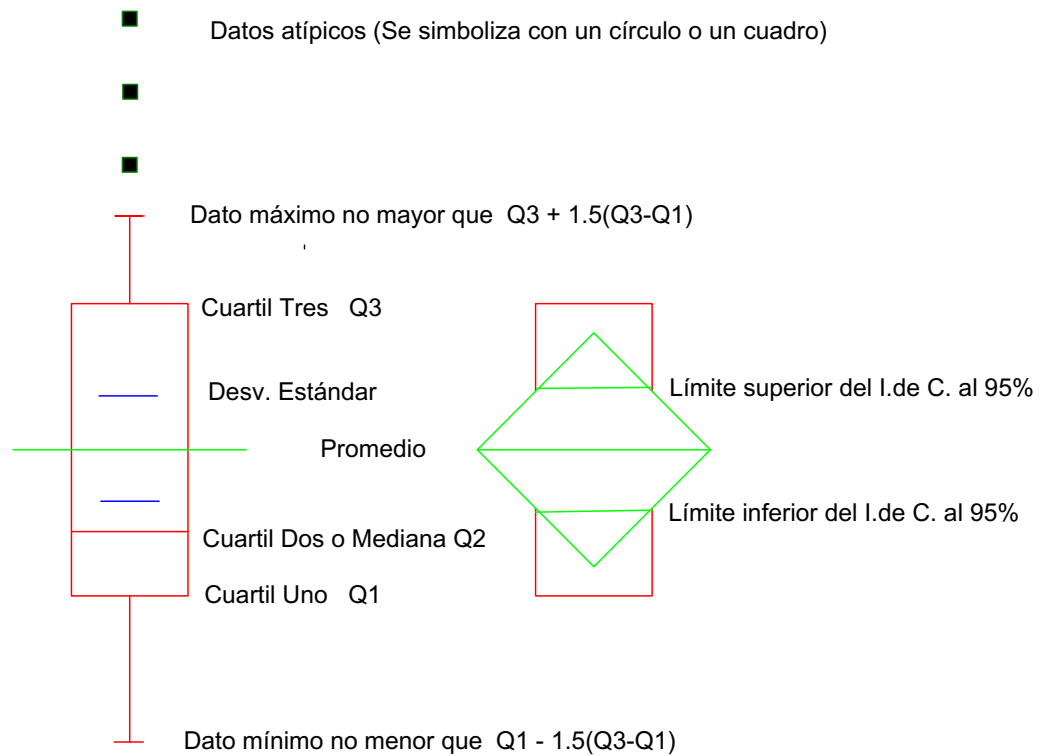 Datos atípicos (Se simboliza con un círculo o un cuadro)
Dato máximo no mayor que Q3 + 1.5(Q3-Q1)
Cuartil Tres Q3
Desv. Estándar
Límite superior del I.de C. al 95%
Promedio
Límite inferior del I.de C. al 95%
Cuartil Dos o Mediana Q2
Cuartil Uno Q1
Dato mínimo no menor que Q1 - 1.5(Q3-Q1)